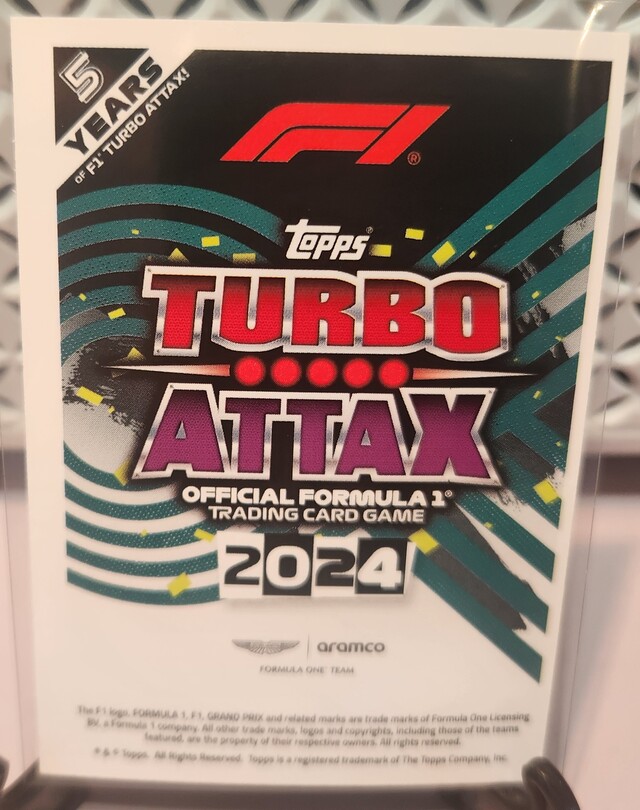 5
YEARS
OF F1® TURBO ATTAX!
F1®
Topps®
TURBO
ATTAX
OFFICIAL FORMULA 1®
TRADING CARD GAME
2024
aramco
FORMULA ONE™ TEAM
The F1 logo, FORMULA 1, F1, GRAND PRIX and related marks are trade marks of Formula One Licensing
BV, a Formula 1 company. All other trade marks, logos and copyrights, including those of the teams
featured, are the property of their respective owners. All rights reserved.
® & © Topps. All Rights Reserved. Topps is a registered trademark of The Topps Company, Inc.